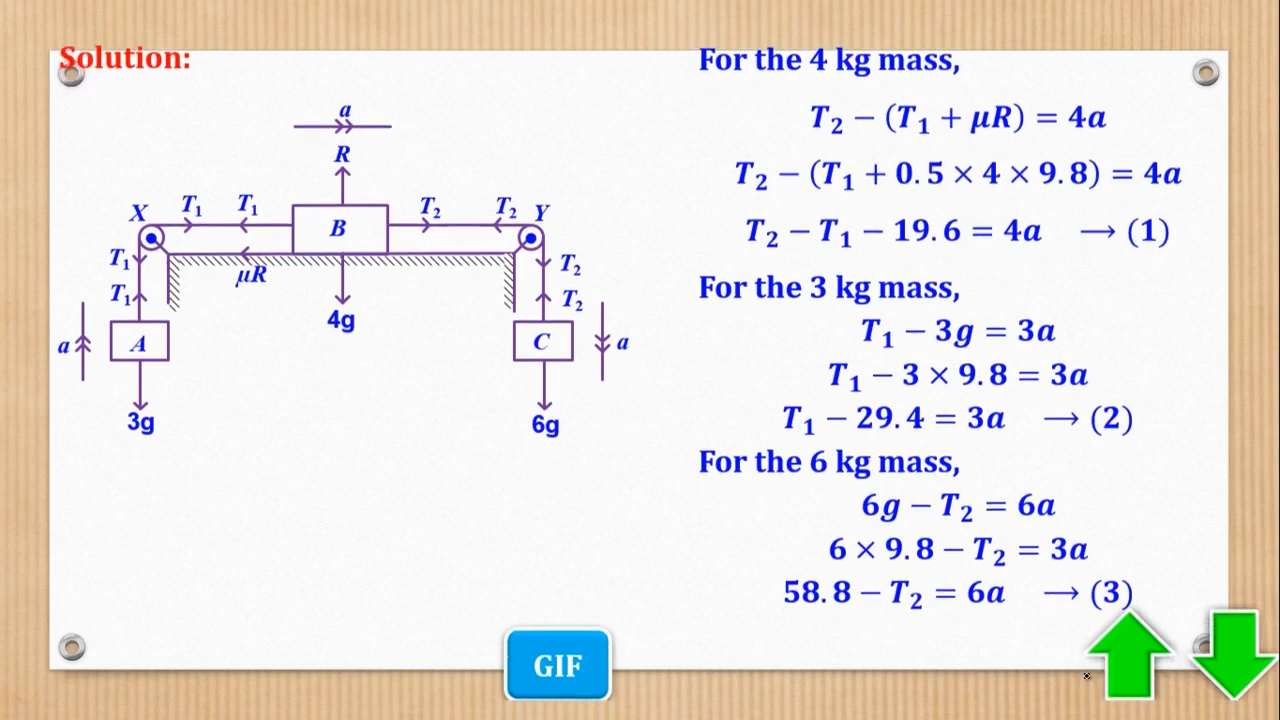 Solution:
a
R
X T₁ T₁ B T₂ T₂ Y
T₁ μR T₂
T₁ T₂
4g
a A C a
3g 6g
For the 4 kg mass,
T₂ − (T₁ + μR) = 4a
T₂ − (T₁ + 0.5 × 4 × 9.8) = 4a
T₂ − T₁ − 19.6 = 4a ⟶ (1)
For the 3 kg mass,
T₁ − 3g = 3a
T₁ − 3 × 9.8 = 3a
T₁ − 29.4 = 3a ⟶ (2)
For the 6 kg mass,
6g − T₂ = 6a
6 × 9.8 − T₂ = 3a
58.8 − T₂ = 6a ⟶ (3)
GIF